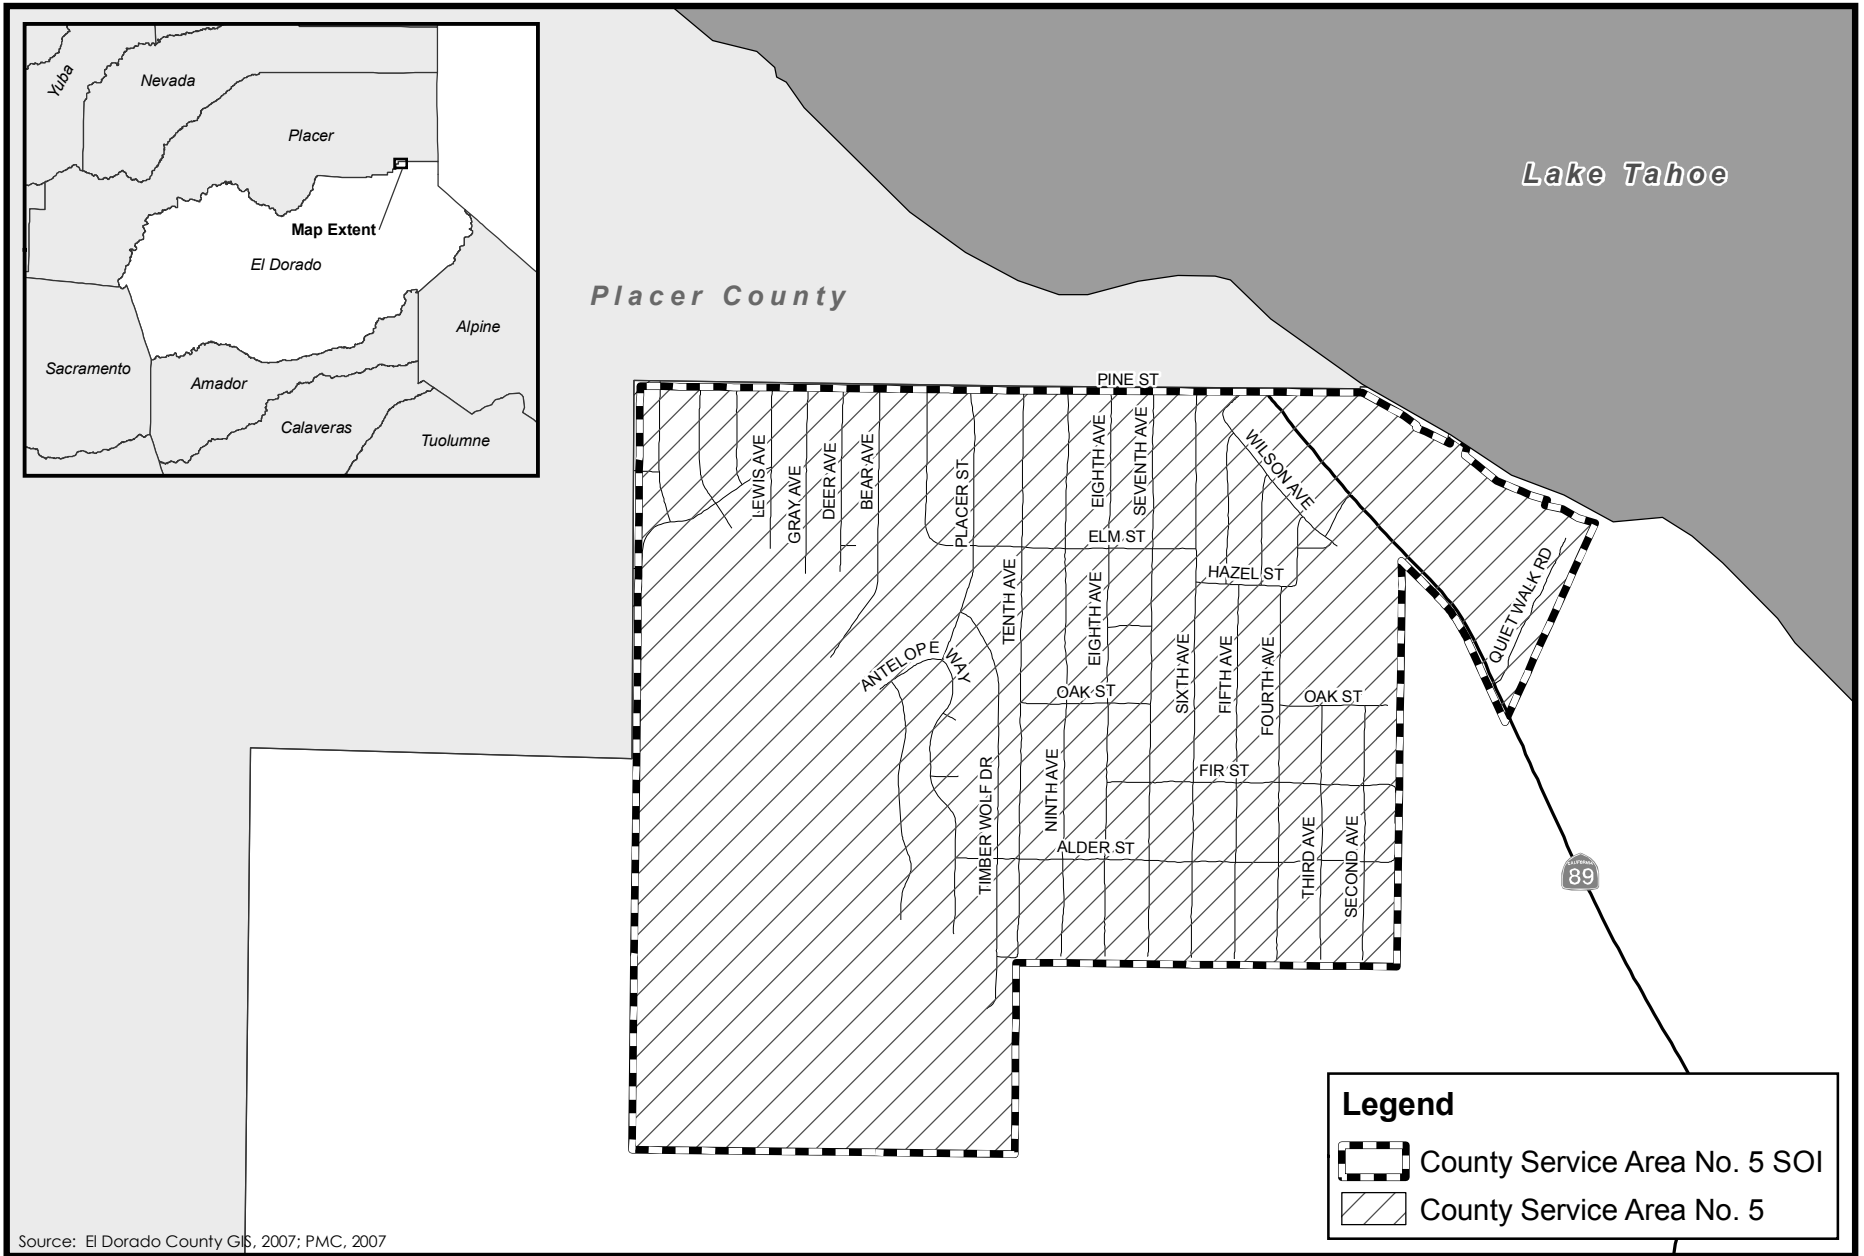 Yuba
Nevada
Placer
Map Extent
El Dorado
Sacramento
Amador
Alpine
Calaveras
Tuolumne
Lake Tahoe
Placer County
PINE ST
LEWIS AVE
GRAY AVE
DEER AVE
BEAR AVE
PLACER ST
EIGHTH AVE
SEVENTH AVE
WILSON AVE
ELM ST
HAZEL ST
TENTH AVE
EIGHTH AVE
QUIET WALK RD
ANTELOPE WAY
SIXTH AVE
FIFTH AVE
FOURTH AVE
OAK ST
OAK ST
FIR ST
NINTH AVE
TIMBER WOLF DR
ALDER ST
THIRD AVE
SECOND AVE
CALIFORNIA
89
Legend
County Service Area No. 5 SOI
County Service Area No. 5
Source: El Dorado County GIS, 2007; PMC, 2007